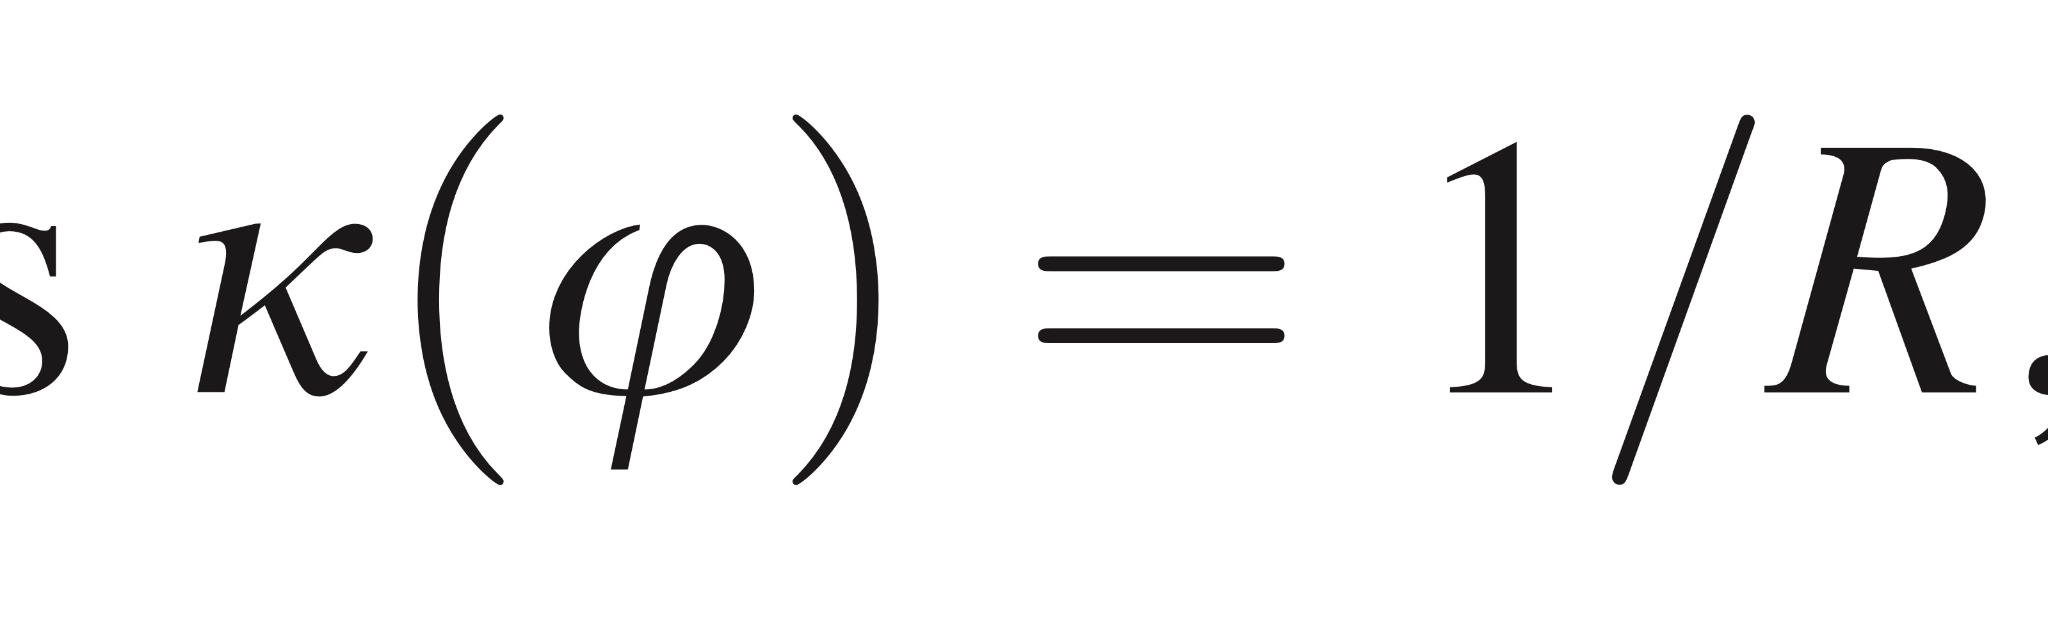 s κ(φ) = 1/R,